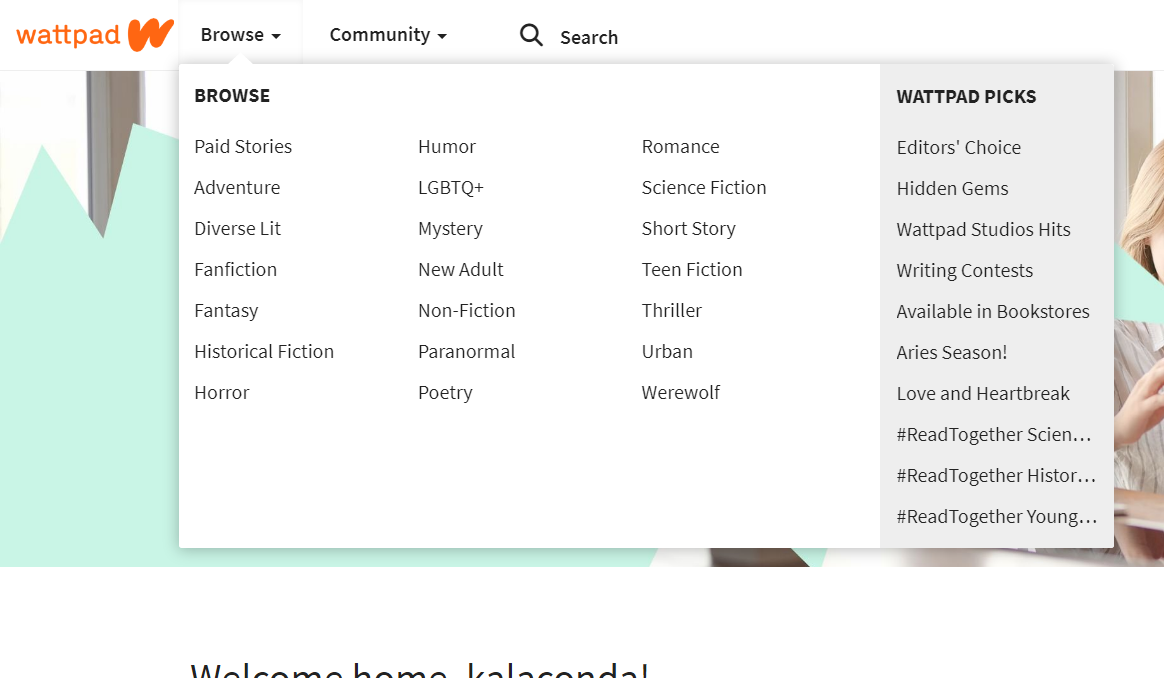 wattpad
Browse
Community
Search
BROWSE
Paid Stories
Adventure
Diverse Lit
Fanfiction
Fantasy
Historical Fiction
Horror
Humor
LGBTQ+
Mystery
New Adult
Non-Fiction
Paranormal
Poetry
Romance
Science Fiction
Short Story
Teen Fiction
Thriller
Urban
Werewolf
WATTPAD PICKS
Editors' Choice
Hidden Gems
Wattpad Studios Hits
Writing Contests
Available in Bookstores
Aries Season!
Love and Heartbreak
#ReadTogether Scien...
#ReadTogether Histor...
#ReadTogether Young...
Welcome home, kalaconda!